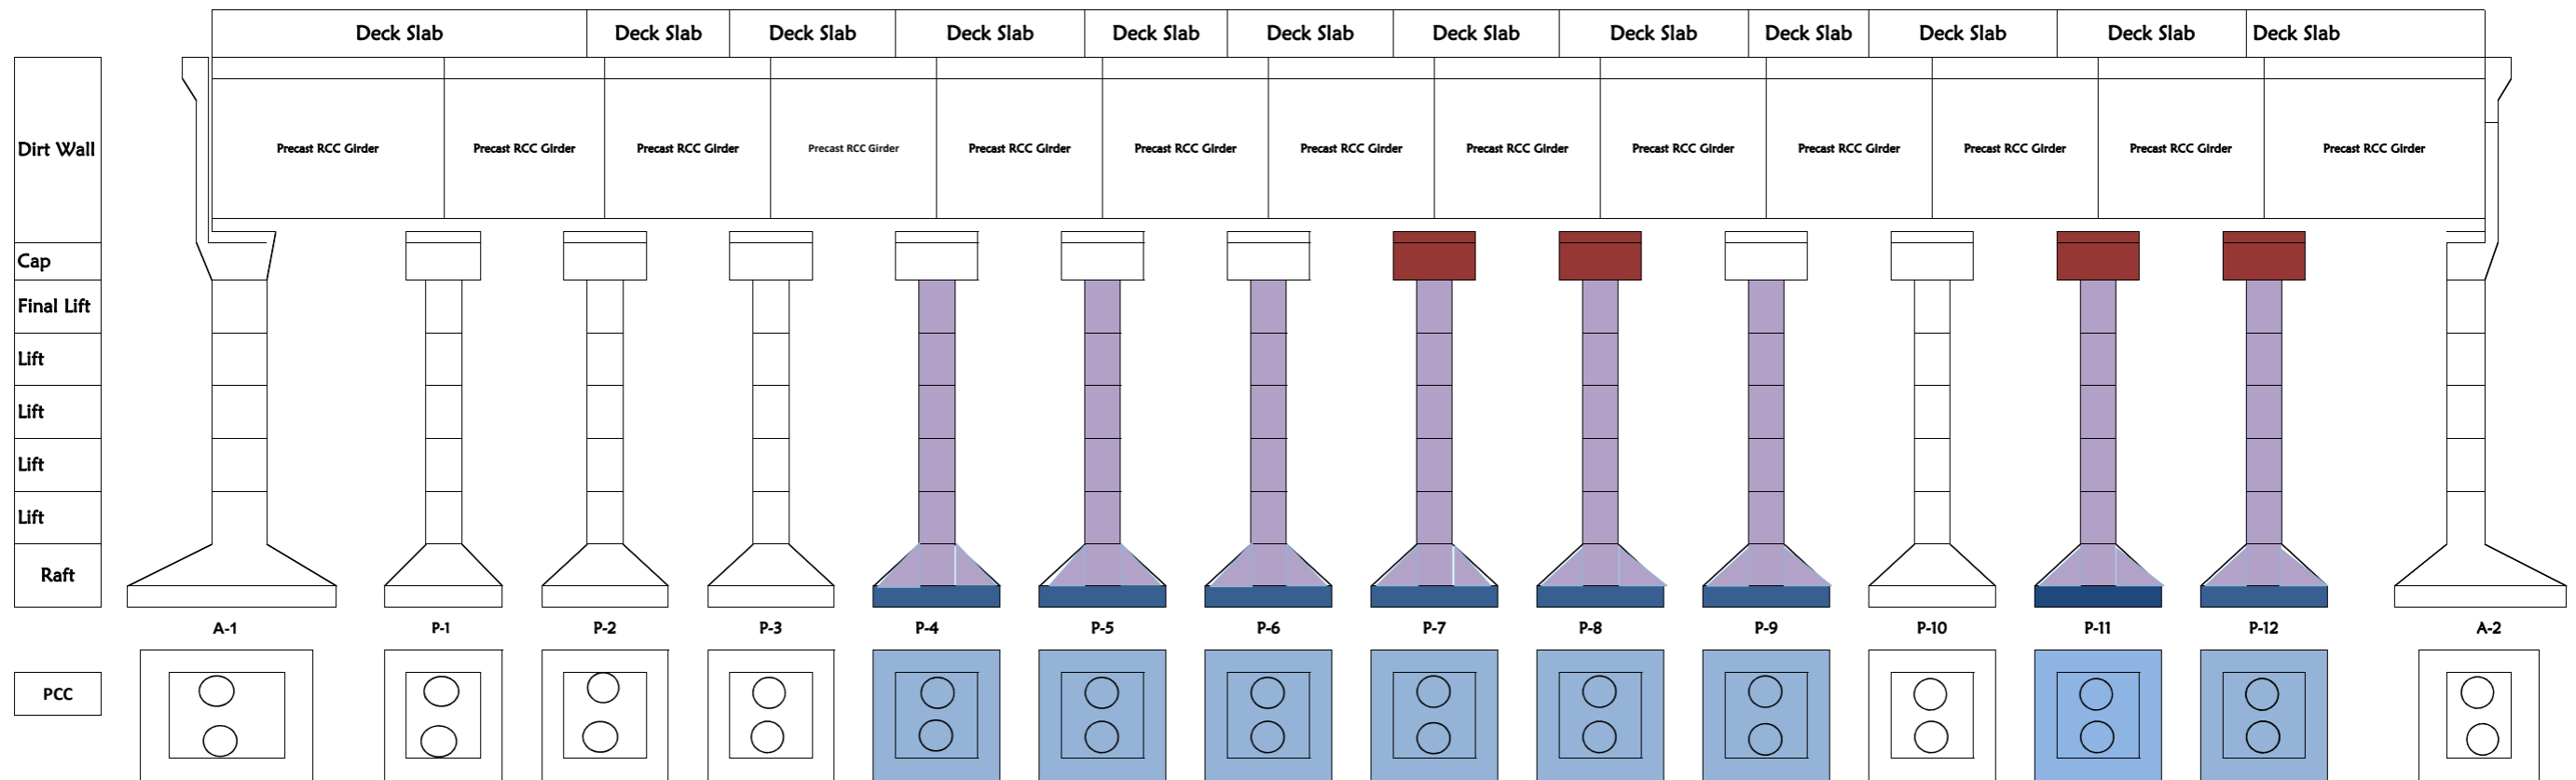 Deck Slab Deck Slab Deck Slab Deck Slab Deck Slab Deck Slab Deck Slab Deck Slab Deck Slab Deck Slab Deck Slab Deck Slab
Dirt Wall Precast RCC Girder Precast RCC Girder Precast RCC Girder Precast RCC Girder Precast RCC Girder Precast RCC Girder Precast RCC Girder Precast RCC Girder Precast RCC Girder Precast RCC Girder Precast RCC Girder Precast RCC Girder Precast RCC Girder
Cap
Final Lift
Lift
Lift
Lift
Lift
Raft
A-1 P-1 P-2 P-3 P-4 P-5 P-6 P-7 P-8 P-9 P-10 P-11 P-12 A-2
PCC